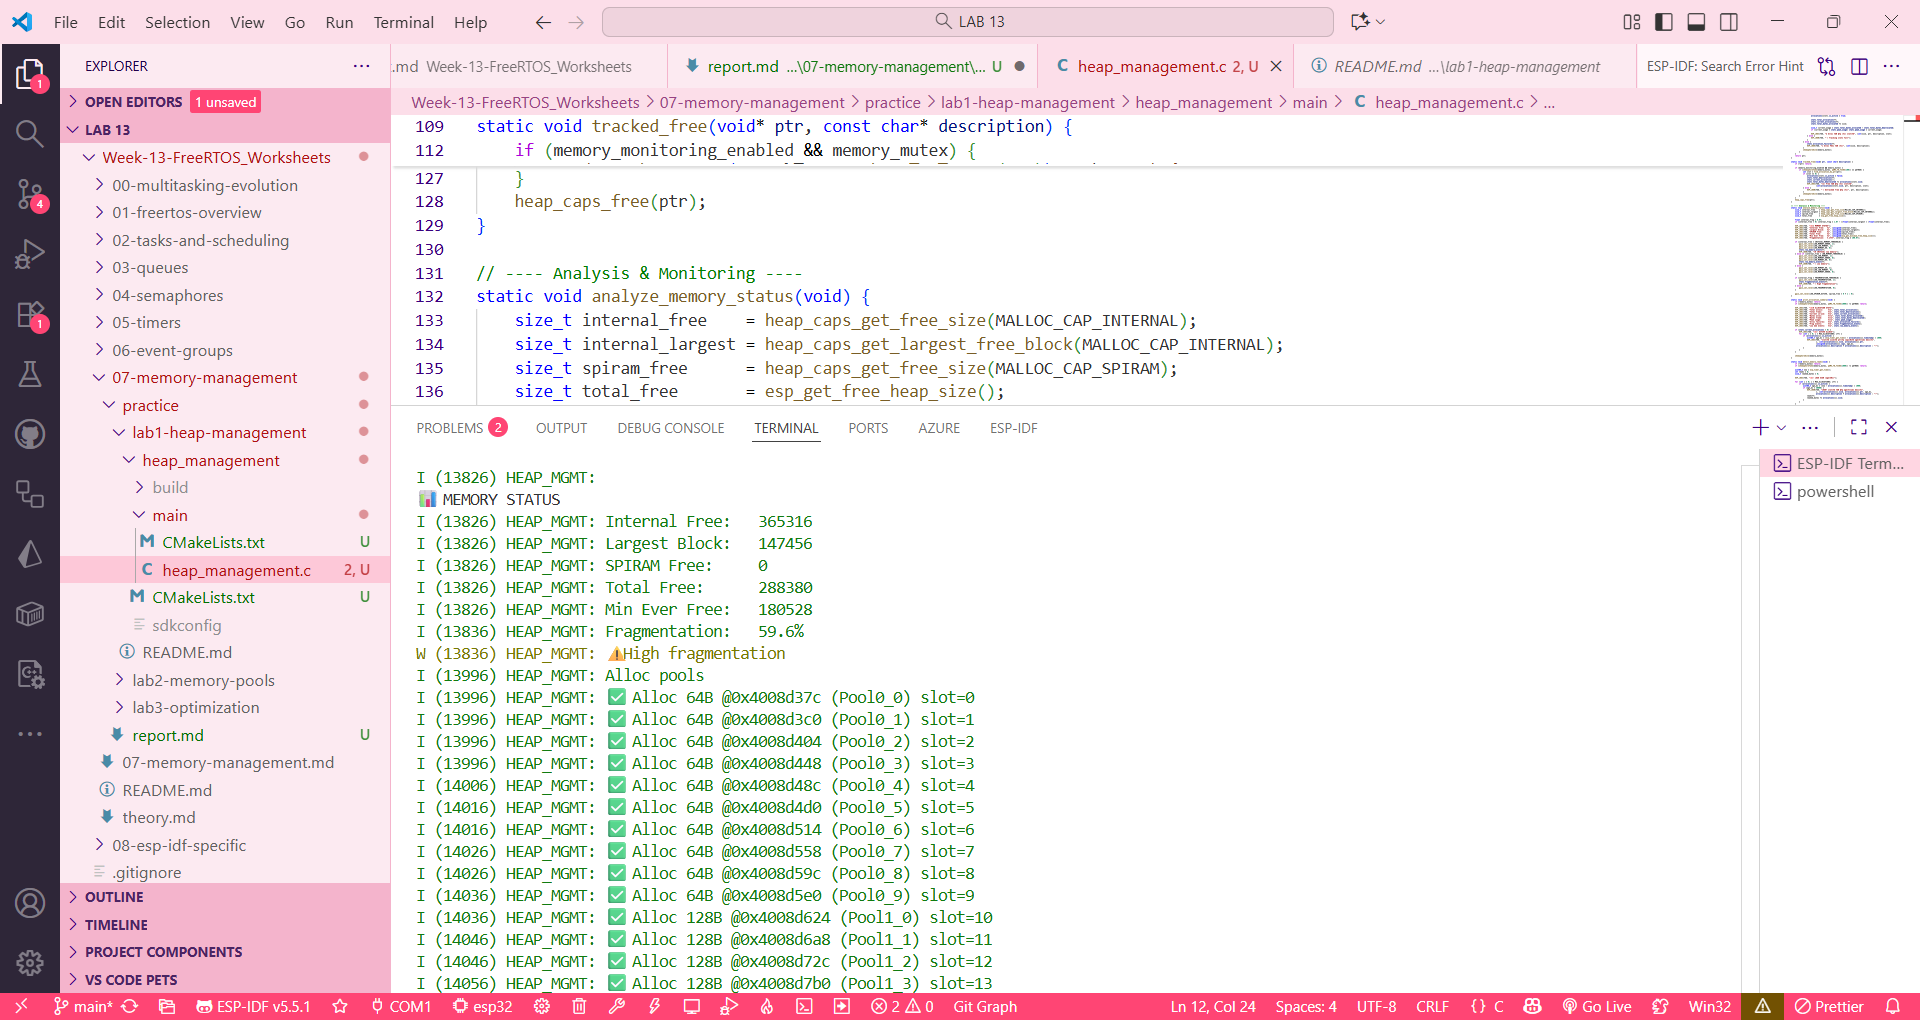 File Edit Selection View Go Run Terminal Help
LAB 13
EXPLORER
.md Week-13-FreeRTOS_Worksheets
report.md ...\07-memory-management\... U
heap_management.c 2, U
README.md ...\lab1-heap-management
ESP-IDF: Search Error Hint
OPEN EDITORS 1 unsaved
LAB 13
Week-13-FreeRTOS_Worksheets
00-multitasking-evolution
01-freertos-overview
02-tasks-and-scheduling
03-queues
04-semaphores
05-timers
06-event-groups
07-memory-management
practice
lab1-heap-management
heap_management
build
main
CMakeLists.txt U
heap_management.c 2, U
CMakeLists.txt U
sdkconfig
README.md
lab2-memory-pools
lab3-optimization
report.md U
07-memory-management.md
README.md
theory.md
08-esp-idf-specific
.gitignore
OUTLINE
TIMELINE
PROJECT COMPONENTS
VS CODE PETS
1
4
1
Week-13-FreeRTOS_Worksheets > 07-memory-management > practice > lab1-heap-management > heap_management > main > C heap_management.c > ...
109 static void tracked_free(void* ptr, const char* description) {
112 if (memory_monitoring_enabled && memory_mutex) {
127 }
128 heap_caps_free(ptr);
129 }
130
131 // ---- Analysis & Monitoring ----
132 static void analyze_memory_status(void) {
133 size_t internal_free = heap_caps_get_free_size(MALLOC_CAP_INTERNAL);
134 size_t internal_largest = heap_caps_get_largest_free_block(MALLOC_CAP_INTERNAL);
135 size_t spiram_free = heap_caps_get_free_size(MALLOC_CAP_SPIRAM);
136 size_t total_free = esp_get_free_heap_size();
PROBLEMS 2 OUTPUT DEBUG CONSOLE TERMINAL PORTS AZURE ESP-IDF
I (13826) HEAP_MGMT:
📊 MEMORY STATUS
I (13826) HEAP_MGMT: Internal Free: 365316
I (13826) HEAP_MGMT: Largest Block: 147456
I (13826) HEAP_MGMT: SPIRAM Free: 0
I (13826) HEAP_MGMT: Total Free: 288380
I (13826) HEAP_MGMT: Min Ever Free: 180528
I (13836) HEAP_MGMT: Fragmentation: 59.6%
W (13836) HEAP_MGMT: ⚠️High fragmentation
I (13996) HEAP_MGMT: Alloc pools
I (13996) HEAP_MGMT: ✅ Alloc 64B @0x4008d37c (Pool0_0) slot=0
I (13996) HEAP_MGMT: ✅ Alloc 64B @0x4008d3c0 (Pool0_1) slot=1
I (13996) HEAP_MGMT: ✅ Alloc 64B @0x4008d404 (Pool0_2) slot=2
I (13996) HEAP_MGMT: ✅ Alloc 64B @0x4008d448 (Pool0_3) slot=3
I (14006) HEAP_MGMT: ✅ Alloc 64B @0x4008d48c (Pool0_4) slot=4
I (14016) HEAP_MGMT: ✅ Alloc 64B @0x4008d4d0 (Pool0_5) slot=5
I (14016) HEAP_MGMT: ✅ Alloc 64B @0x4008d514 (Pool0_6) slot=6
I (14026) HEAP_MGMT: ✅ Alloc 64B @0x4008d558 (Pool0_7) slot=7
I (14026) HEAP_MGMT: ✅ Alloc 64B @0x4008d59c (Pool0_8) slot=8
I (14036) HEAP_MGMT: ✅ Alloc 64B @0x4008d5e0 (Pool0_9) slot=9
I (14036) HEAP_MGMT: ✅ Alloc 128B @0x4008d624 (Pool1_0) slot=10
I (14046) HEAP_MGMT: ✅ Alloc 128B @0x4008d6a8 (Pool1_1) slot=11
I (14046) HEAP_MGMT: ✅ Alloc 128B @0x4008d72c (Pool1_2) slot=12
I (14056) HEAP_MGMT: ✅ Alloc 128B @0x4008d7b0 (Pool1_3) slot=13
ESP-IDF Term...
powershell
main* ESP-IDF v5.5.1 COM1 esp32 2 0 Git Graph Ln 12, Col 24 Spaces: 4 UTF-8 CRLF {} C Go Live Win32 Prettier